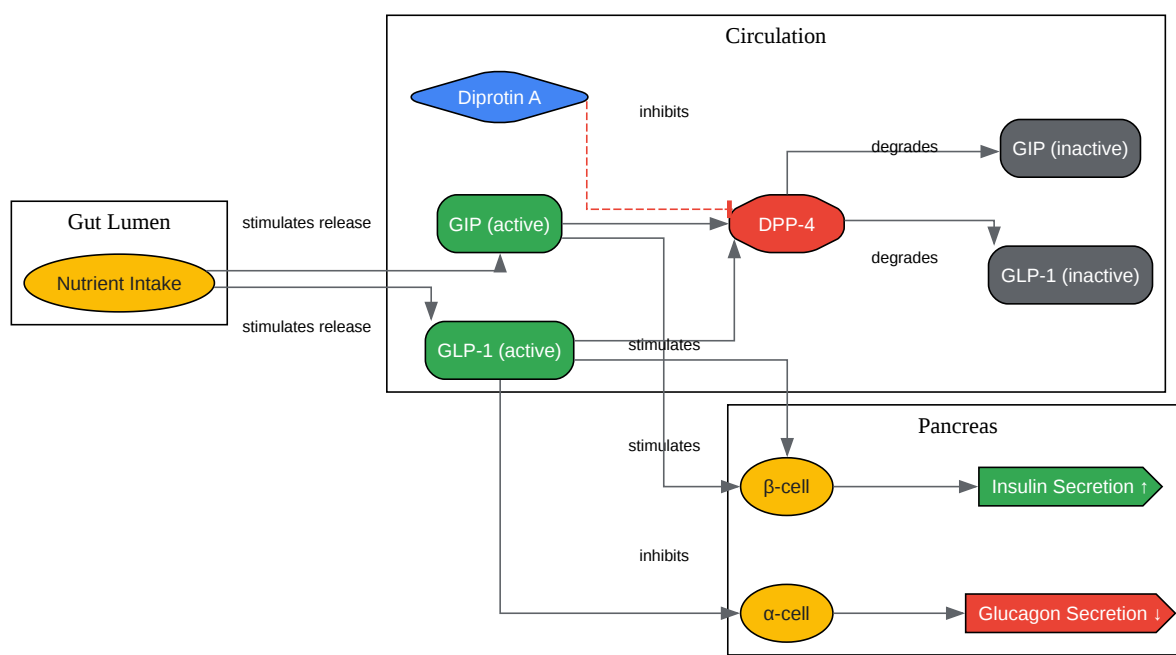 Circulation
Diprotin A
inhibits
degrades
GIP (inactive)
Gut Lumen
stimulates release
GIP (active)
DPP-4
degrades
GLP-1 (inactive)
Nutrient Intake
stimulates release
GLP-1 (active)
stimulates
Pancreas
stimulates
β-cell
Insulin Secretion ↑
inhibits
α-cell
Glucagon Secretion ↓